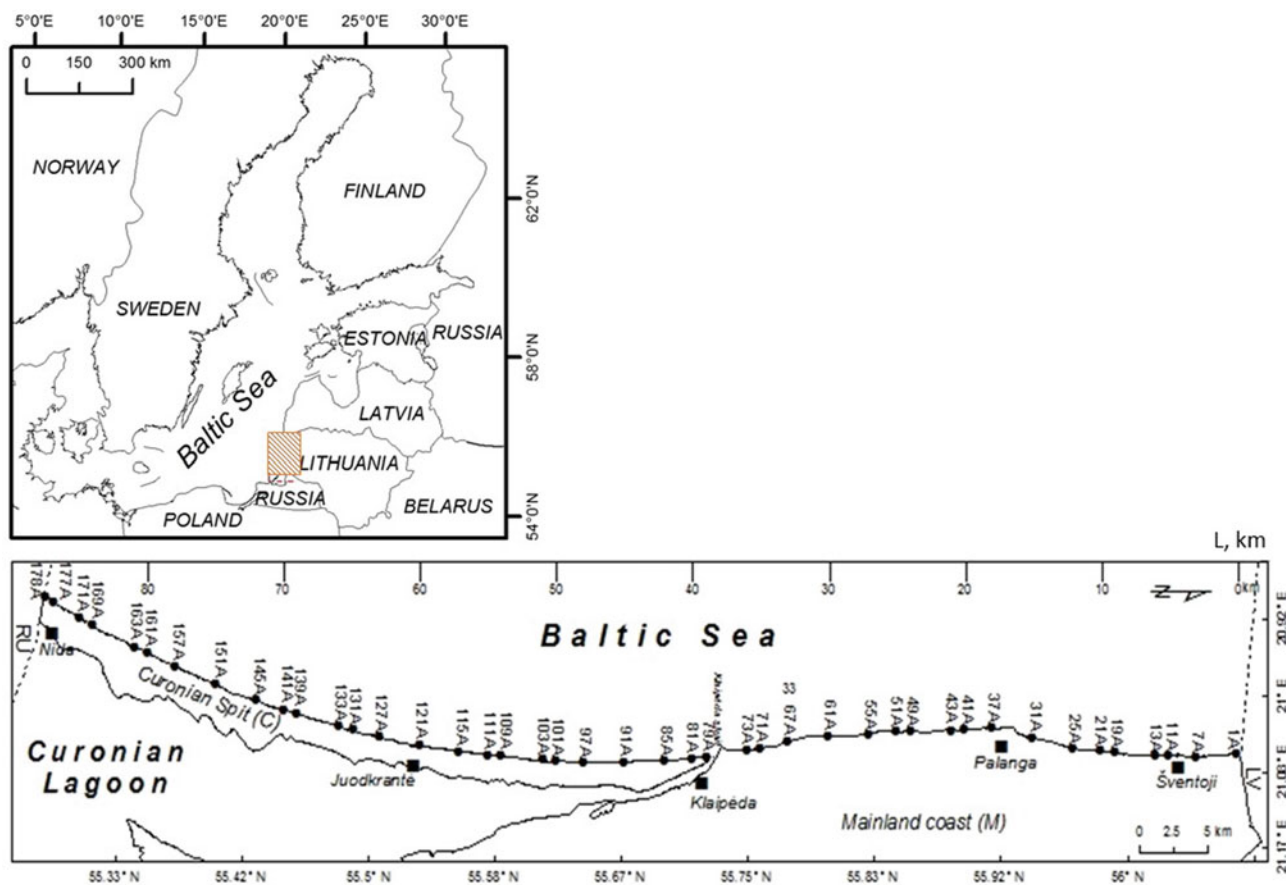 5°0'E 10°0'E 15°0'E 20°0'E 25°0'E 30°0'E
0 150 300 km
NORWAY
FINLAND
62°0'N
SWEDEN
ESTONIA
RUSSIA
58°0'N
Baltic Sea
LATVIA
LITHUANIA
RUSSIA
POLAND
BELARUS
54°0'N
L, km
80 70 60 50 40 30 20 10 0 km
178A 177A 171A 169A 163A 161A 157A 151A 145A 141A 139A 133A 131A 127A 121A 115A 111A 109A 103A 101A 97A 91A 85A 81A 79A 73A 71A 33 67A 61A 55A 51A 49A 43A 41A 37A 31A 25A 21A 19A 13A 11A 7A 1A
N
Baltic Sea
RU
Nida
Curonian Spit (C)
Curonian
Lagoon
Juodkrantė
Klaipėda
Palanga
Šventoji
LV
Mainland coast (M)
0 2.5 5 km
20.92°E
21°E
21.17°E
55.33° N 55.42° N 55.5° N 55.58° N 55.67° N 55.75° N 55.83° N 55.92° N 56° N